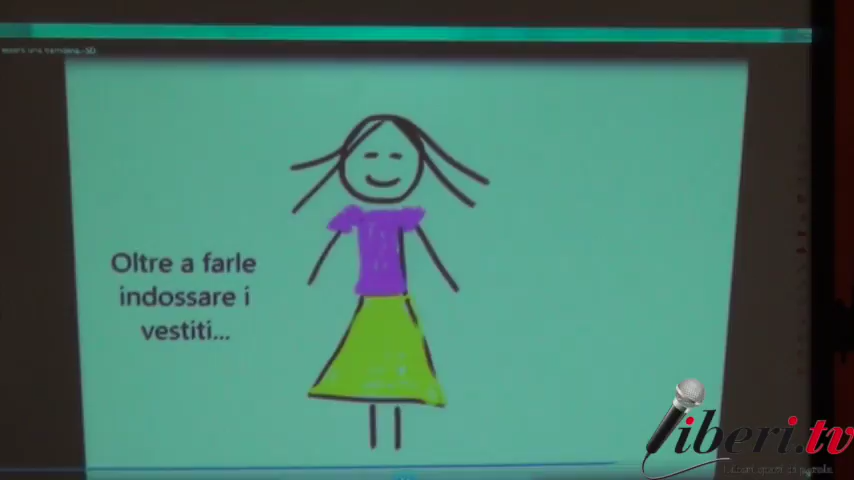 Oltre a farle
indossare i
vestiti...
liberi.tv